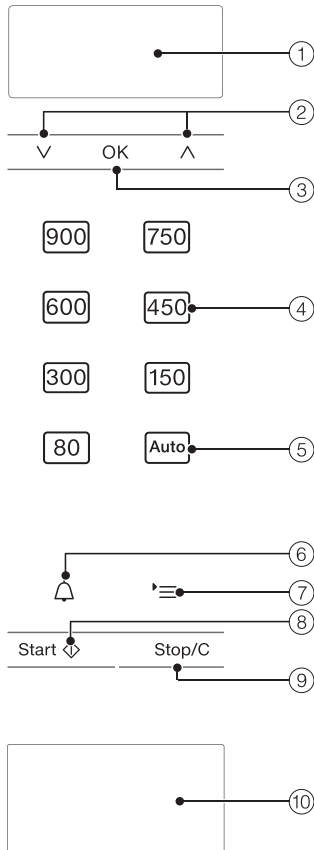 ①
②
OK
③
900 750
600 450 ④
300 150
80 Auto ⑤
⑥
⑦
⑧
Start Stop/C
⑨
⑩